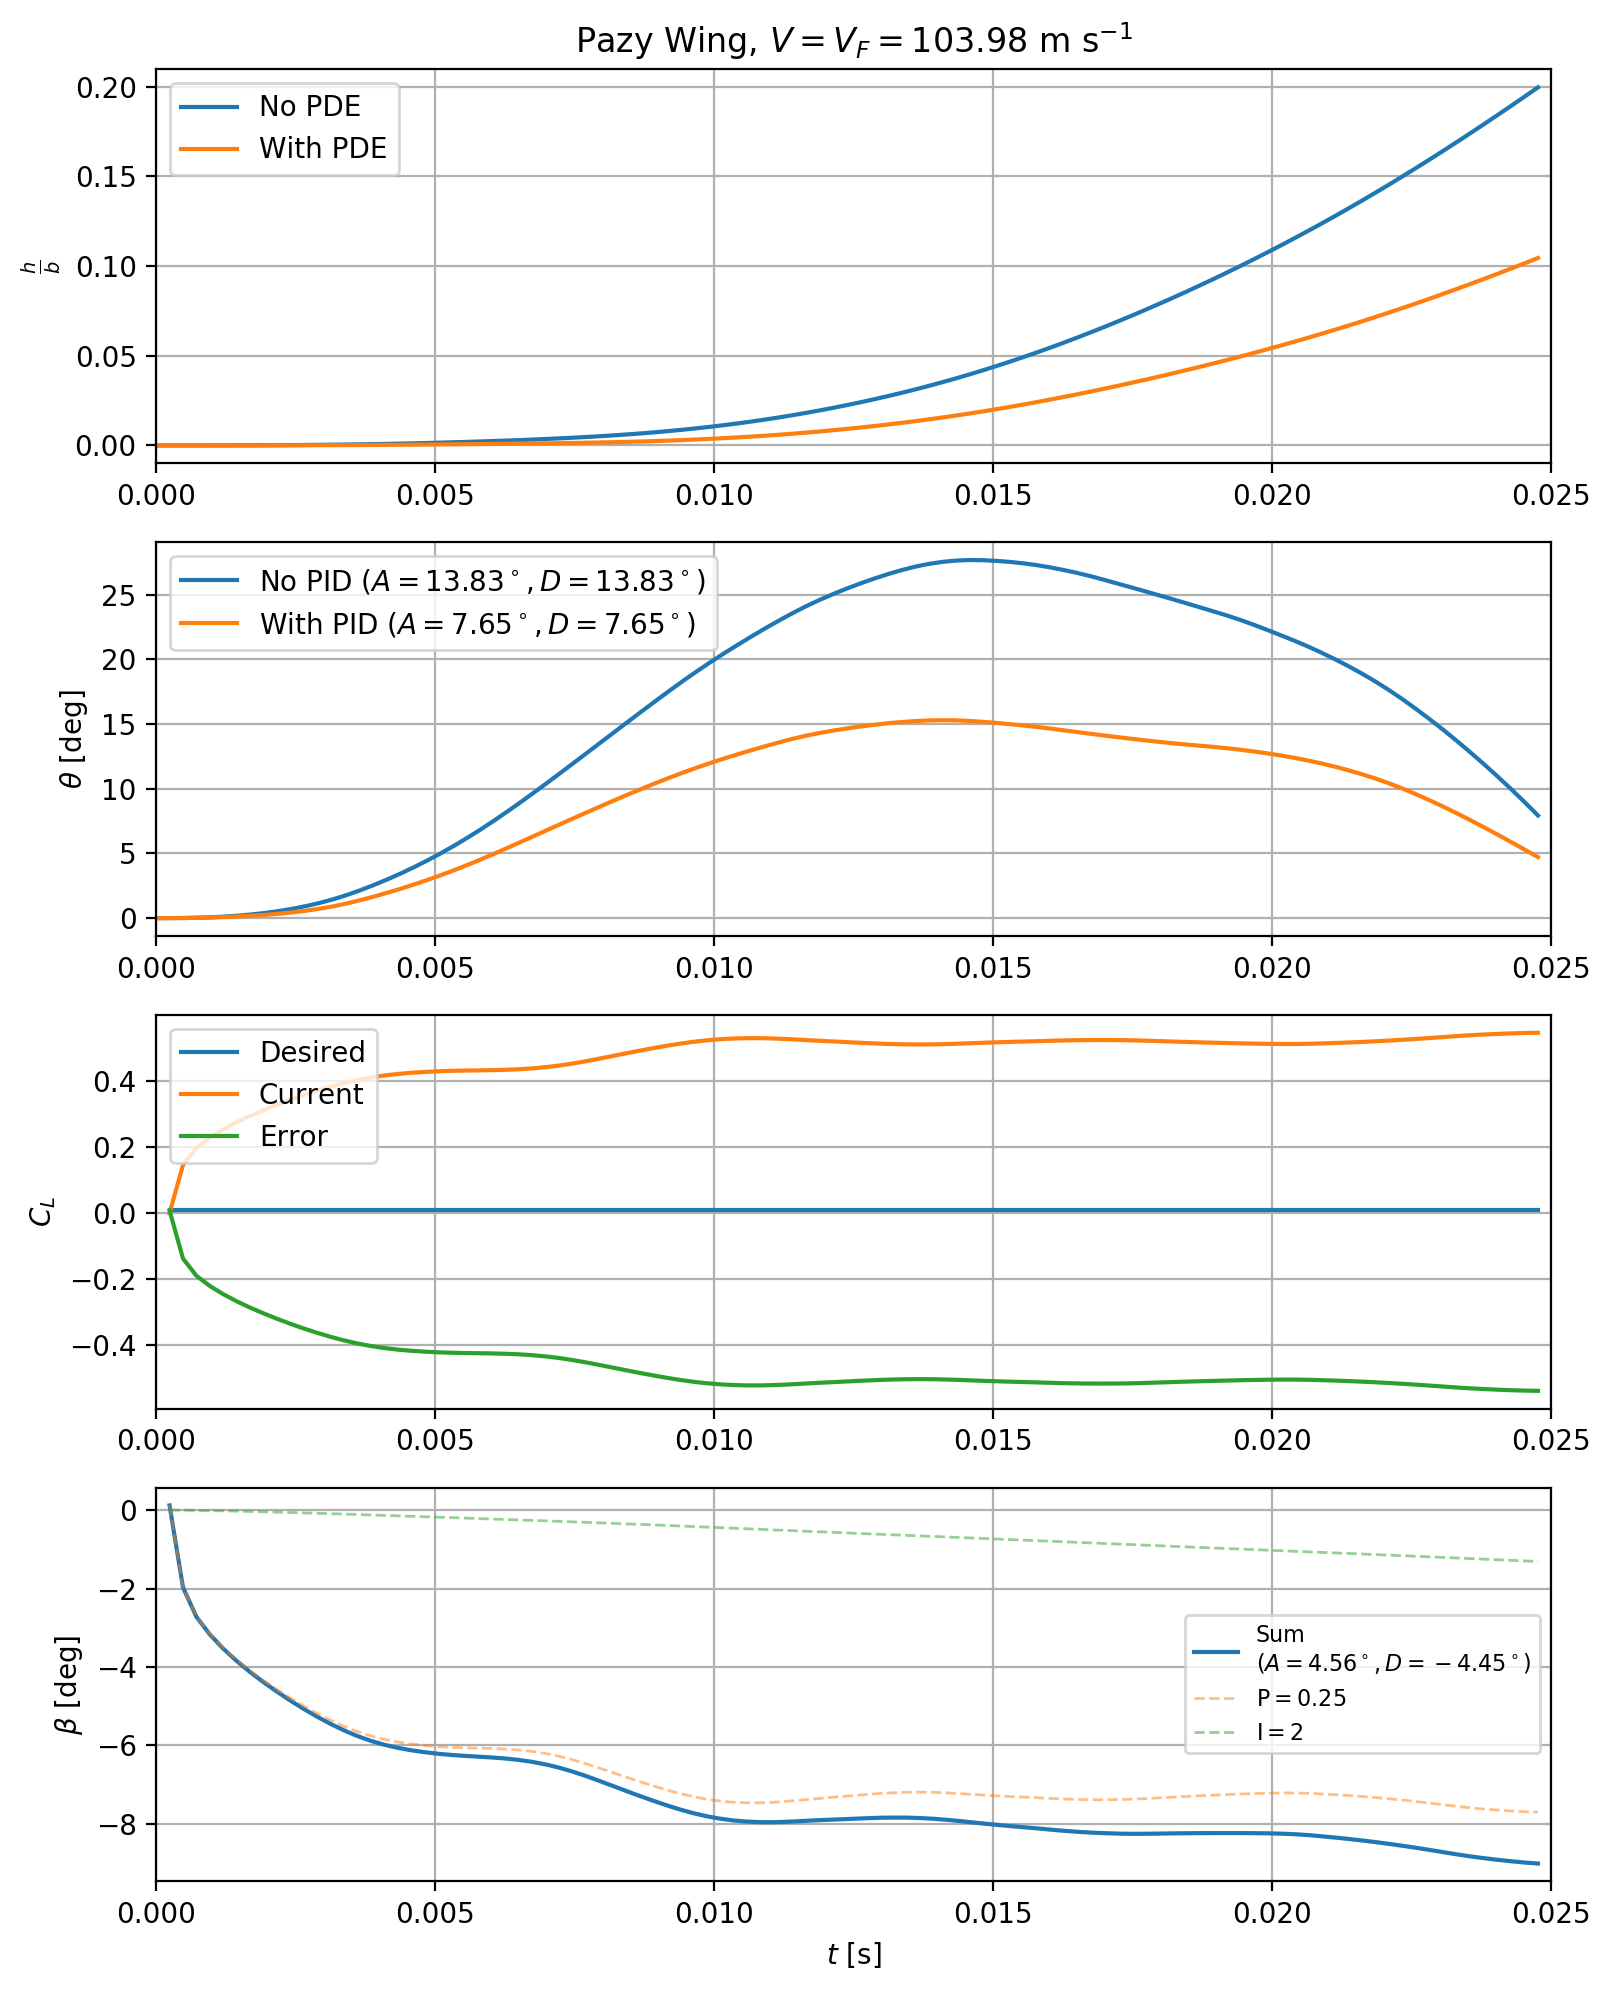 Pazy Wing, V = V_F = 103.98 m s⁻¹
0.20
0.15
0.10
0.05
0.00
h/b
No PDE
With PDE
0.000 0.005 0.010 0.015 0.020 0.025
25
20
15
10
5
0
θ [deg]
No PID (A = 13.83°, D = 13.83°)
With PID (A = 7.65°, D = 7.65°)
0.000 0.005 0.010 0.015 0.020 0.025
0.4
0.2
0.0
−0.2
−0.4
C_L
Desired
Current
Error
0.000 0.005 0.010 0.015 0.020 0.025
0
−2
−4
−6
−8
β [deg]
Sum
(A = 4.56°, D = −4.45°)
P = 0.25
I = 2
0.000 0.005 0.010 0.015 0.020 0.025
t [s]